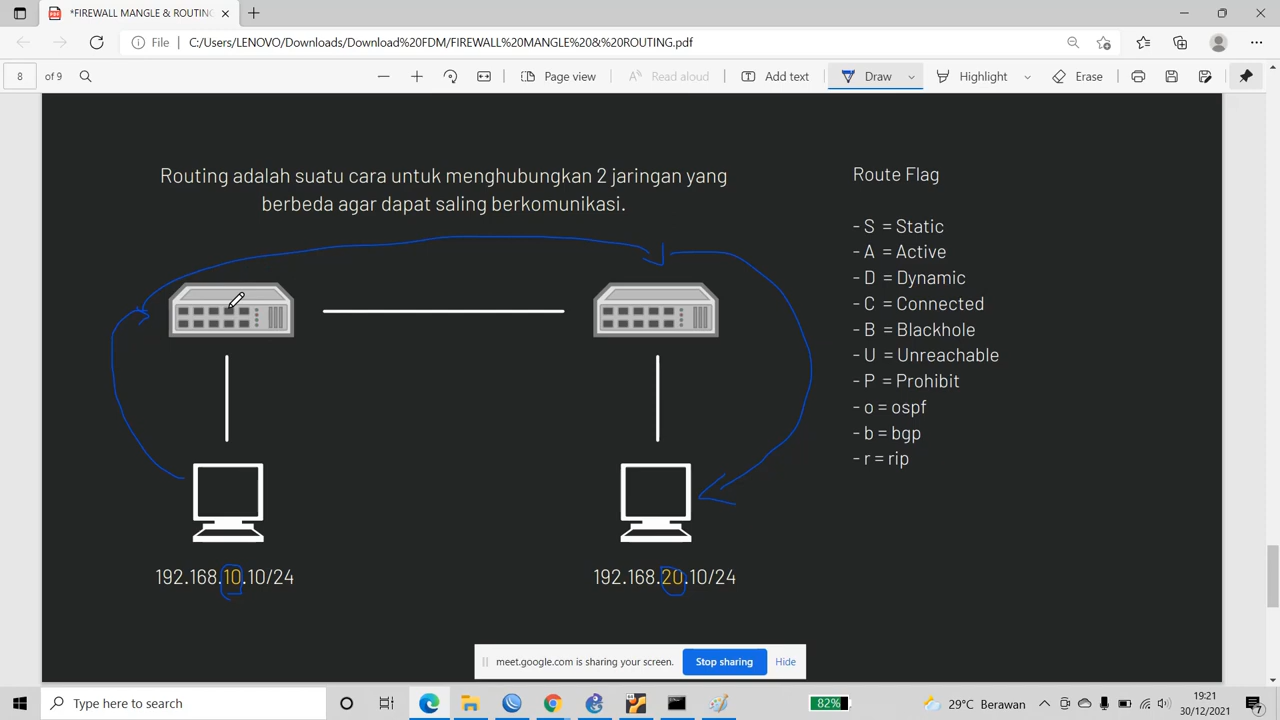 *FIREWALL MANGLE & ROUTING
File
C:/Users/LENOVO/Downloads/Download%20FDM/FIREWALL%20MANGLE%20&%20ROUTING.pdf
8
of 9
Page view
Read aloud
Add text
Draw
Highlight
Erase
Routing adalah suatu cara untuk menghubungkan 2 jaringan yang
berbeda agar dapat saling berkomunikasi.
192.168.10.10/24
192.168.20.10/24
Route Flag
- S = Static
- A = Active
- D = Dynamic
- C = Connected
- B = Blackhole
- U = Unreachable
- P = Prohibit
- o = ospf
- b = bgp
- r = rip
meet.google.com is sharing your screen.
Stop sharing
Hide
Type here to search
82%
29°C Berawan
19:21
30/12/2021
7